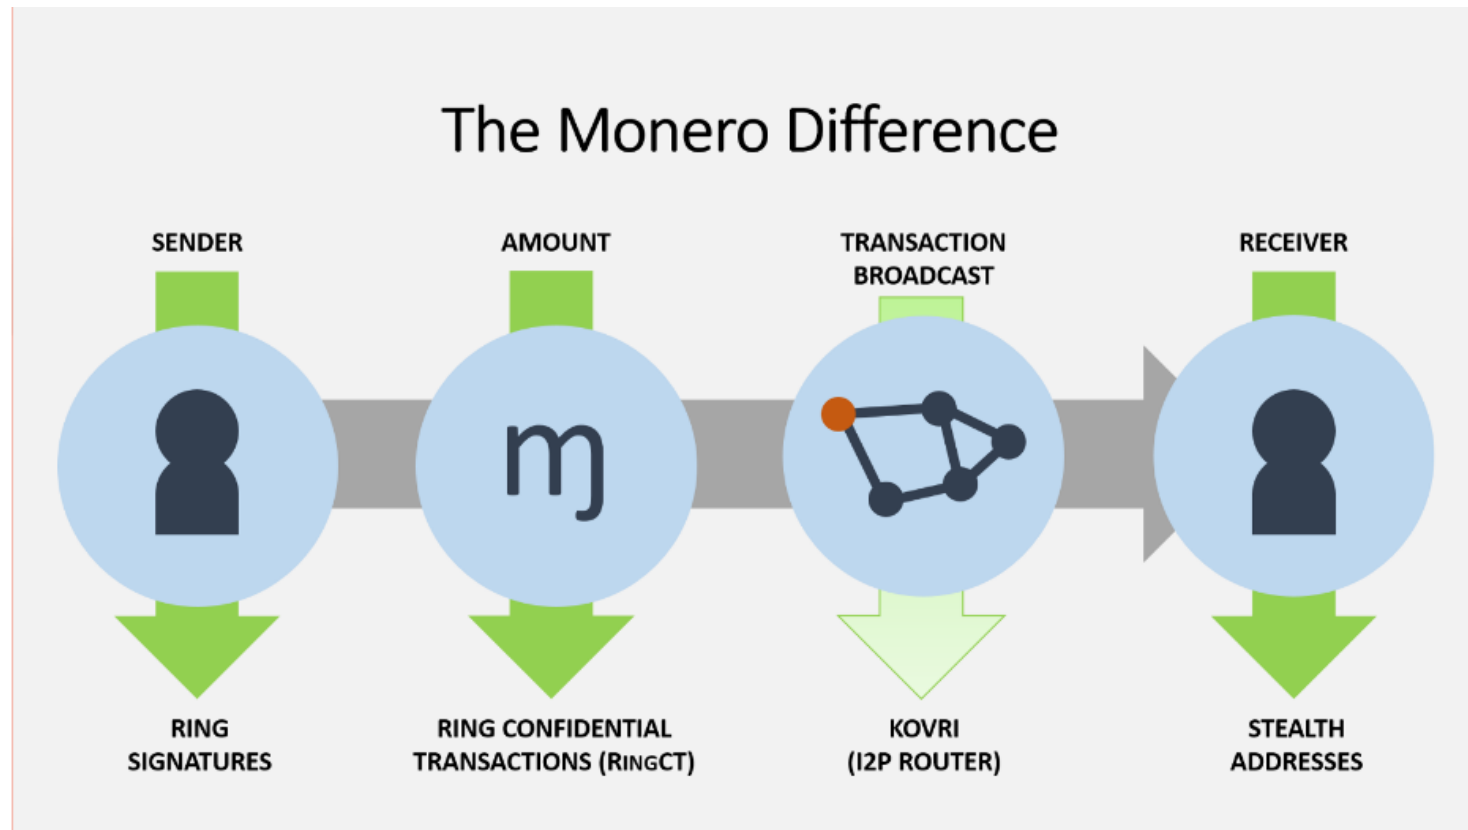 The Monero Difference
SENDER
AMOUNT
TRANSACTION
BROADCAST
RECEIVER
ɱ
RING
SIGNATURES
RING CONFIDENTIAL
TRANSACTIONS (RINGCT)
KOVRI
(I2P ROUTER)
STEALTH
ADDRESSES